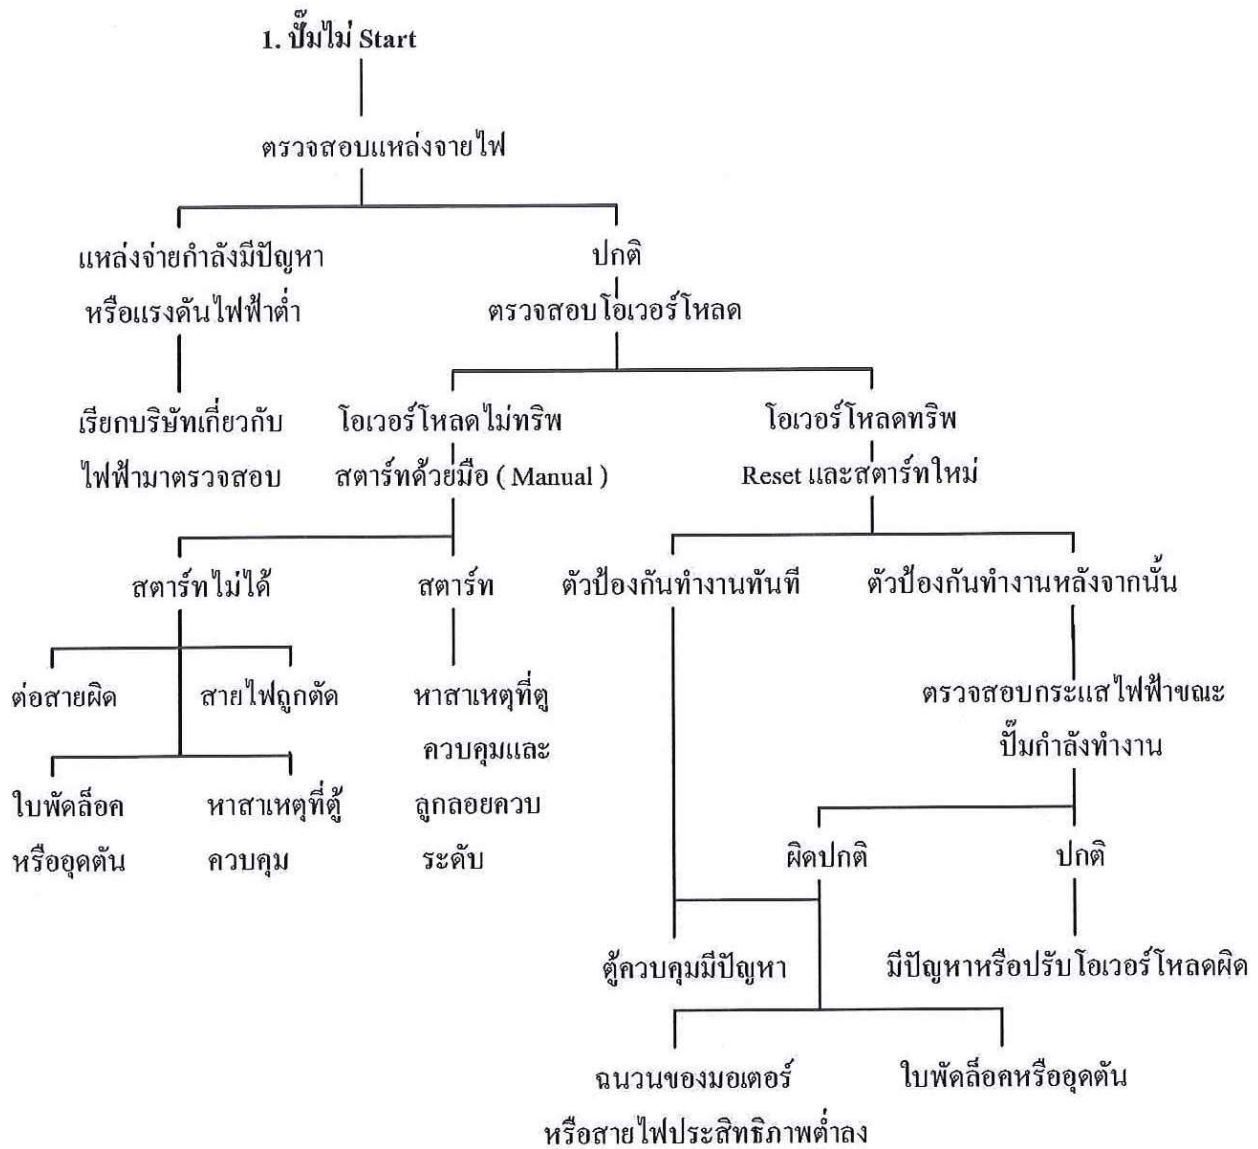 1. ปั๊มไม่ Start
ตรวจสอบแหล่งจายไฟ
แหล่งจ่ายกำลังมีปัญหา
หรือแรงดันไฟฟ้าต่ำ
ปกติ
ตรวจสอบโอเวอร์โหลด
เรียกบริษัทเกี่ยวกับ
ไฟฟ้ามาตรวจสอบ
โอเวอร์โหลดไม่ทริพ
สตาร์ทด้วยมือ ( Manual )
โอเวอร์โหลดทริพ
Reset และสตาร์ทใหม่
สตาร์ทไม่ได้
สตาร์ท
ตัวป้องกันทำงานทันที
ตัวป้องกันทำงานหลังจากนั้น
ต่อสายผิด
สายไฟถูกตัด
หาสาเหตุที่ตู
ควบคุมและ
ลูกลอยควบ
ระดับ
ตรวจสอบกระแสไฟฟ้าขณะ
ปั๊มกำลังทำงาน
ใบพัดล็อค
หรืออุดตัน
หาสาเหตุที่ตู้
ควบคุม
ผิดปกติ
ปกติ
ตู้ควบคุมมีปัญหา
มีปัญหาหรือปรับโอเวอร์โหลดผิด
ฉนวนของมอเตอร์
หรือสายไฟประสิทธิภาพต่ำลง
ใบพัดล็อคหรืออุดตัน